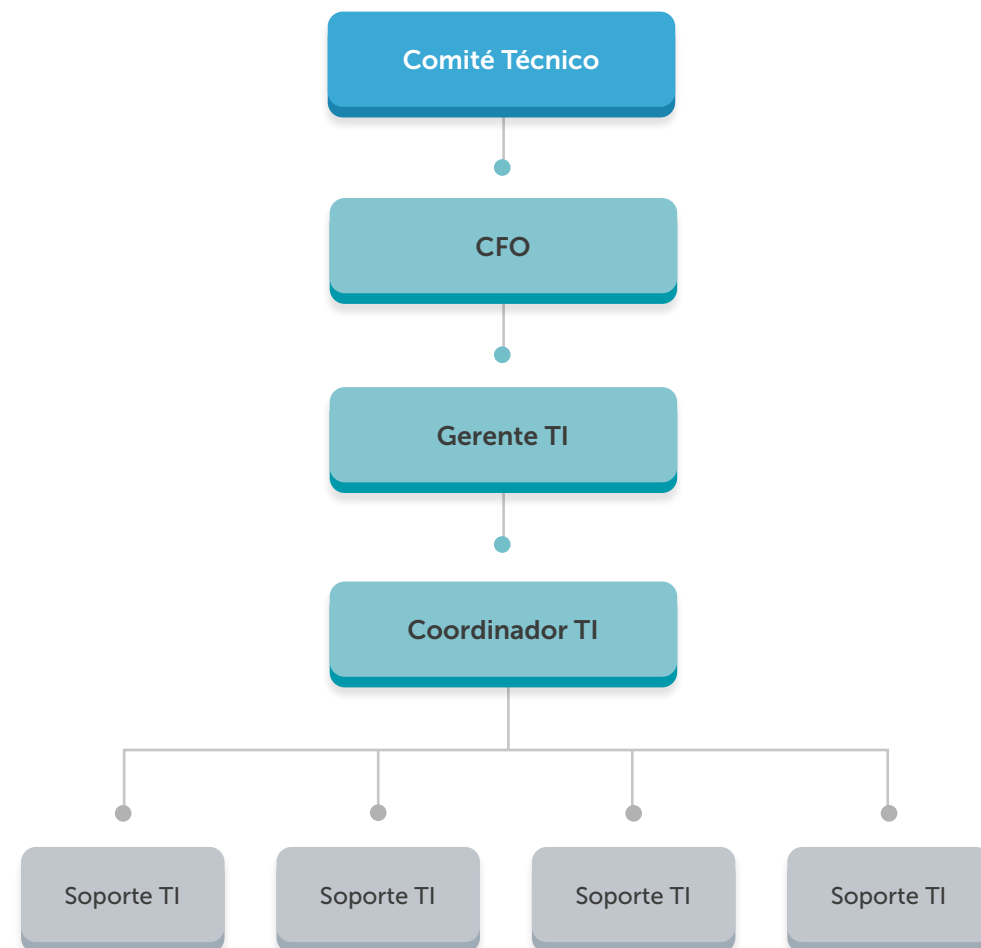 Comité Técnico
CFO
Gerente TI
Coordinador TI
Soporte TI
Soporte TI
Soporte TI
Soporte TI